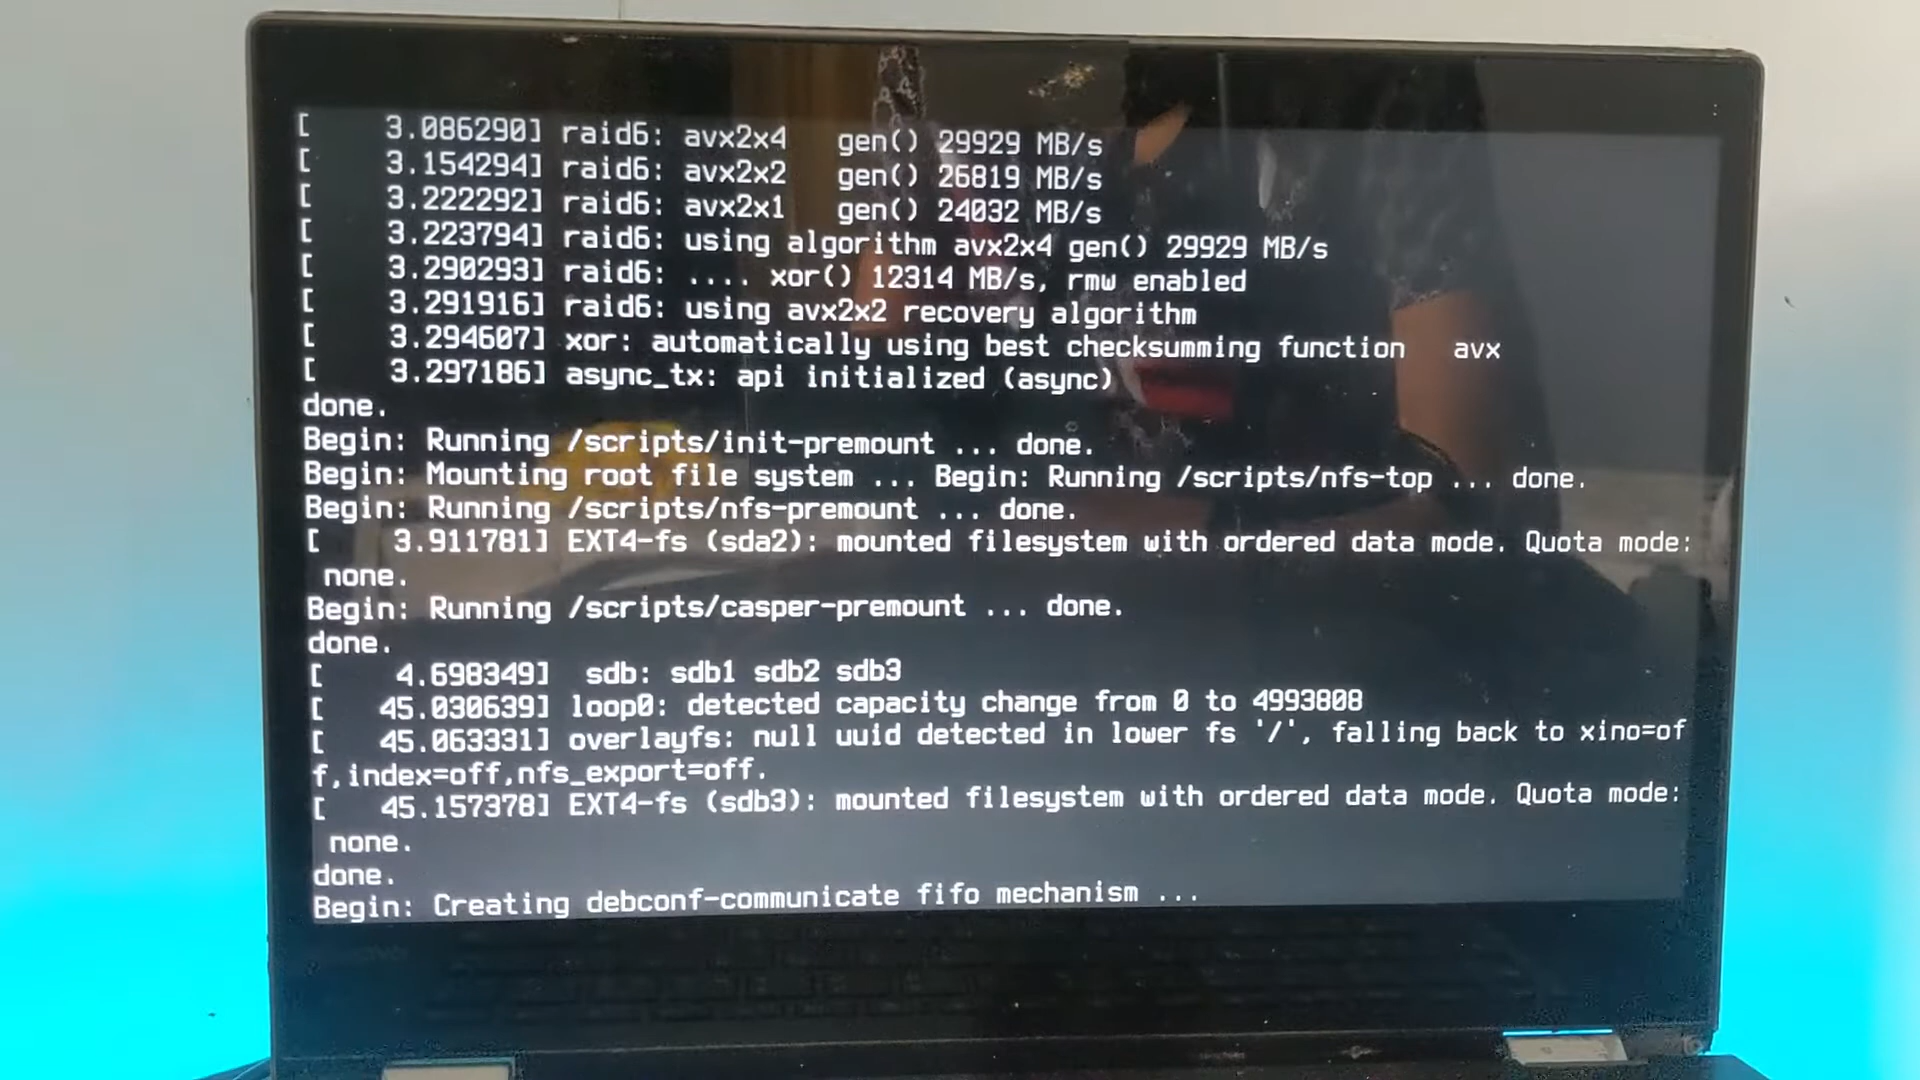 [    3.086290] raid6: avx2x4   gen() 29929 MB/s
[    3.154294] raid6: avx2x2   gen() 26819 MB/s
[    3.222292] raid6: avx2x1   gen() 24032 MB/s
[    3.223794] raid6: using algorithm avx2x4 gen() 29929 MB/s
[    3.290293] raid6: .... xor() 12314 MB/s, rmw enabled
[    3.291916] raid6: using avx2x2 recovery algorithm
[    3.294607] xor: automatically using best checksumming function   avx
[    3.297186] async_tx: api initialized (async)
done.
Begin: Running /scripts/init-premount ... done.
Begin: Mounting root file system ... Begin: Running /scripts/nfs-top ... done.
Begin: Running /scripts/nfs-premount ... done.
[    3.911781] EXT4-fs (sda2): mounted filesystem with ordered data mode. Quota mode:
 none.
Begin: Running /scripts/casper-premount ... done.
done.
[    4.698349]  sdb: sdb1 sdb2 sdb3
[   45.030639] loop0: detected capacity change from 0 to 4993808
[   45.063331] overlayfs: null uuid detected in lower fs '/', falling back to xino=of
f,index=off,nfs_export=off.
[   45.157378] EXT4-fs (sdb3): mounted filesystem with ordered data mode. Quota mode:
 none.
done.
Begin: Creating debconf-communicate fifo mechanism ...